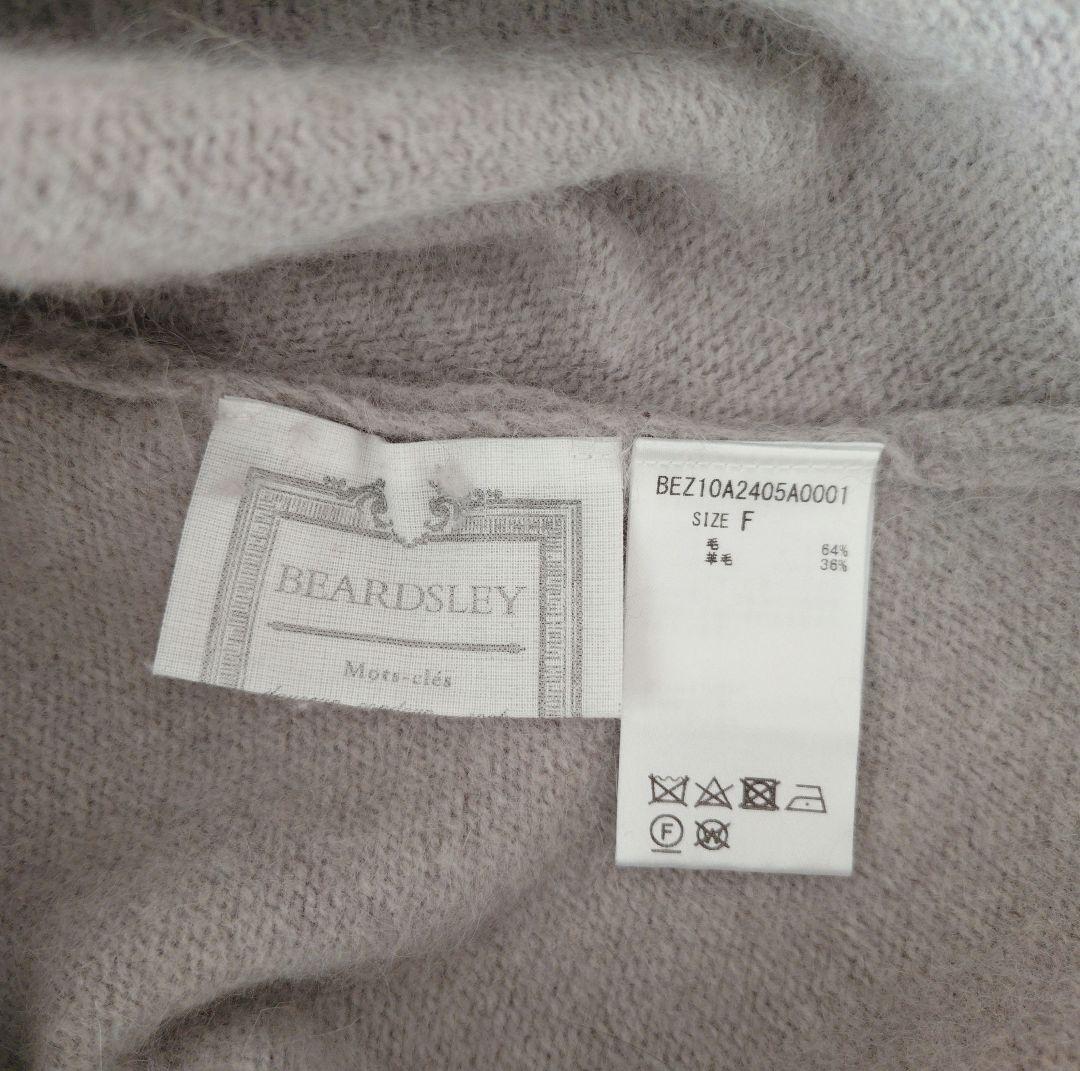 BEARDSLEY
Mots-clés
BEZ10A2405A0001
SIZE F
毛 64%
羊毛 36%
F
W